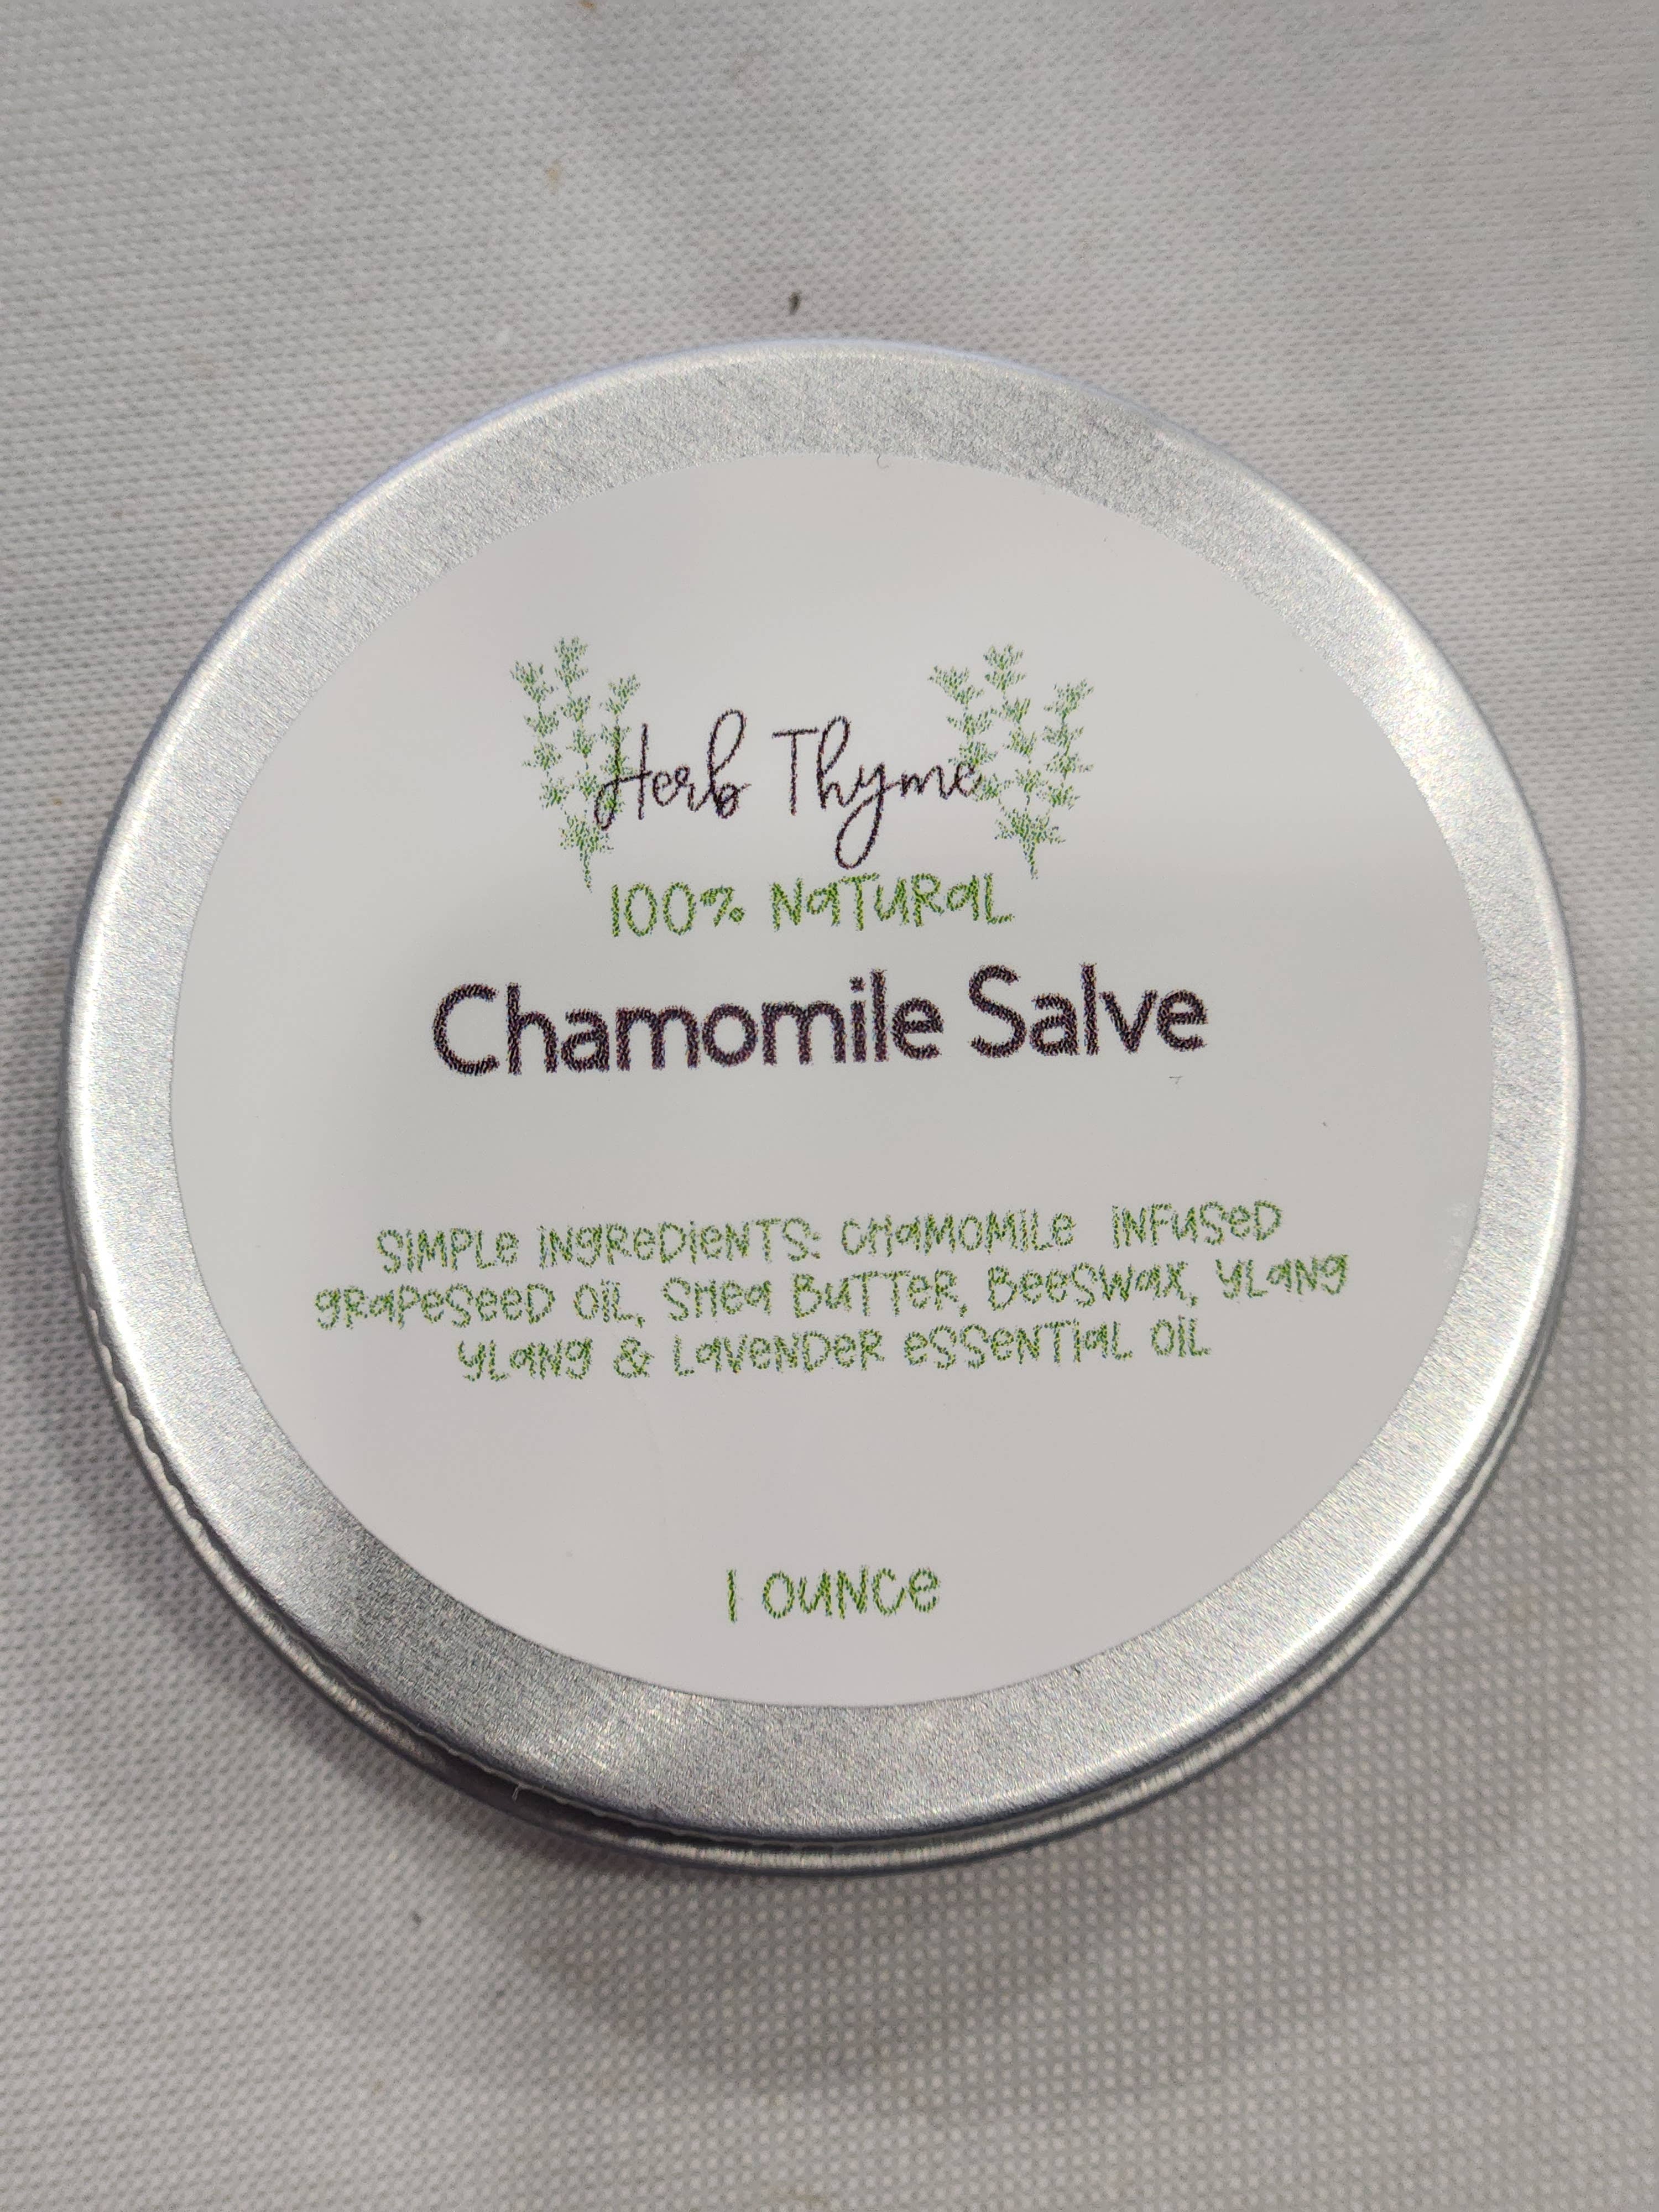 Herb Thyme
100% NaTURaL
Chamomile Salve
SIMPLe INgReDIeNTS: CHaMOMILe INFuSeD
gRaPeSeeD OIL, SHea BuTTeR, BeeSWax, YLaNg
YLaNg & LaVeNDeR eSSeNTIaL OIL
1 OuNCe